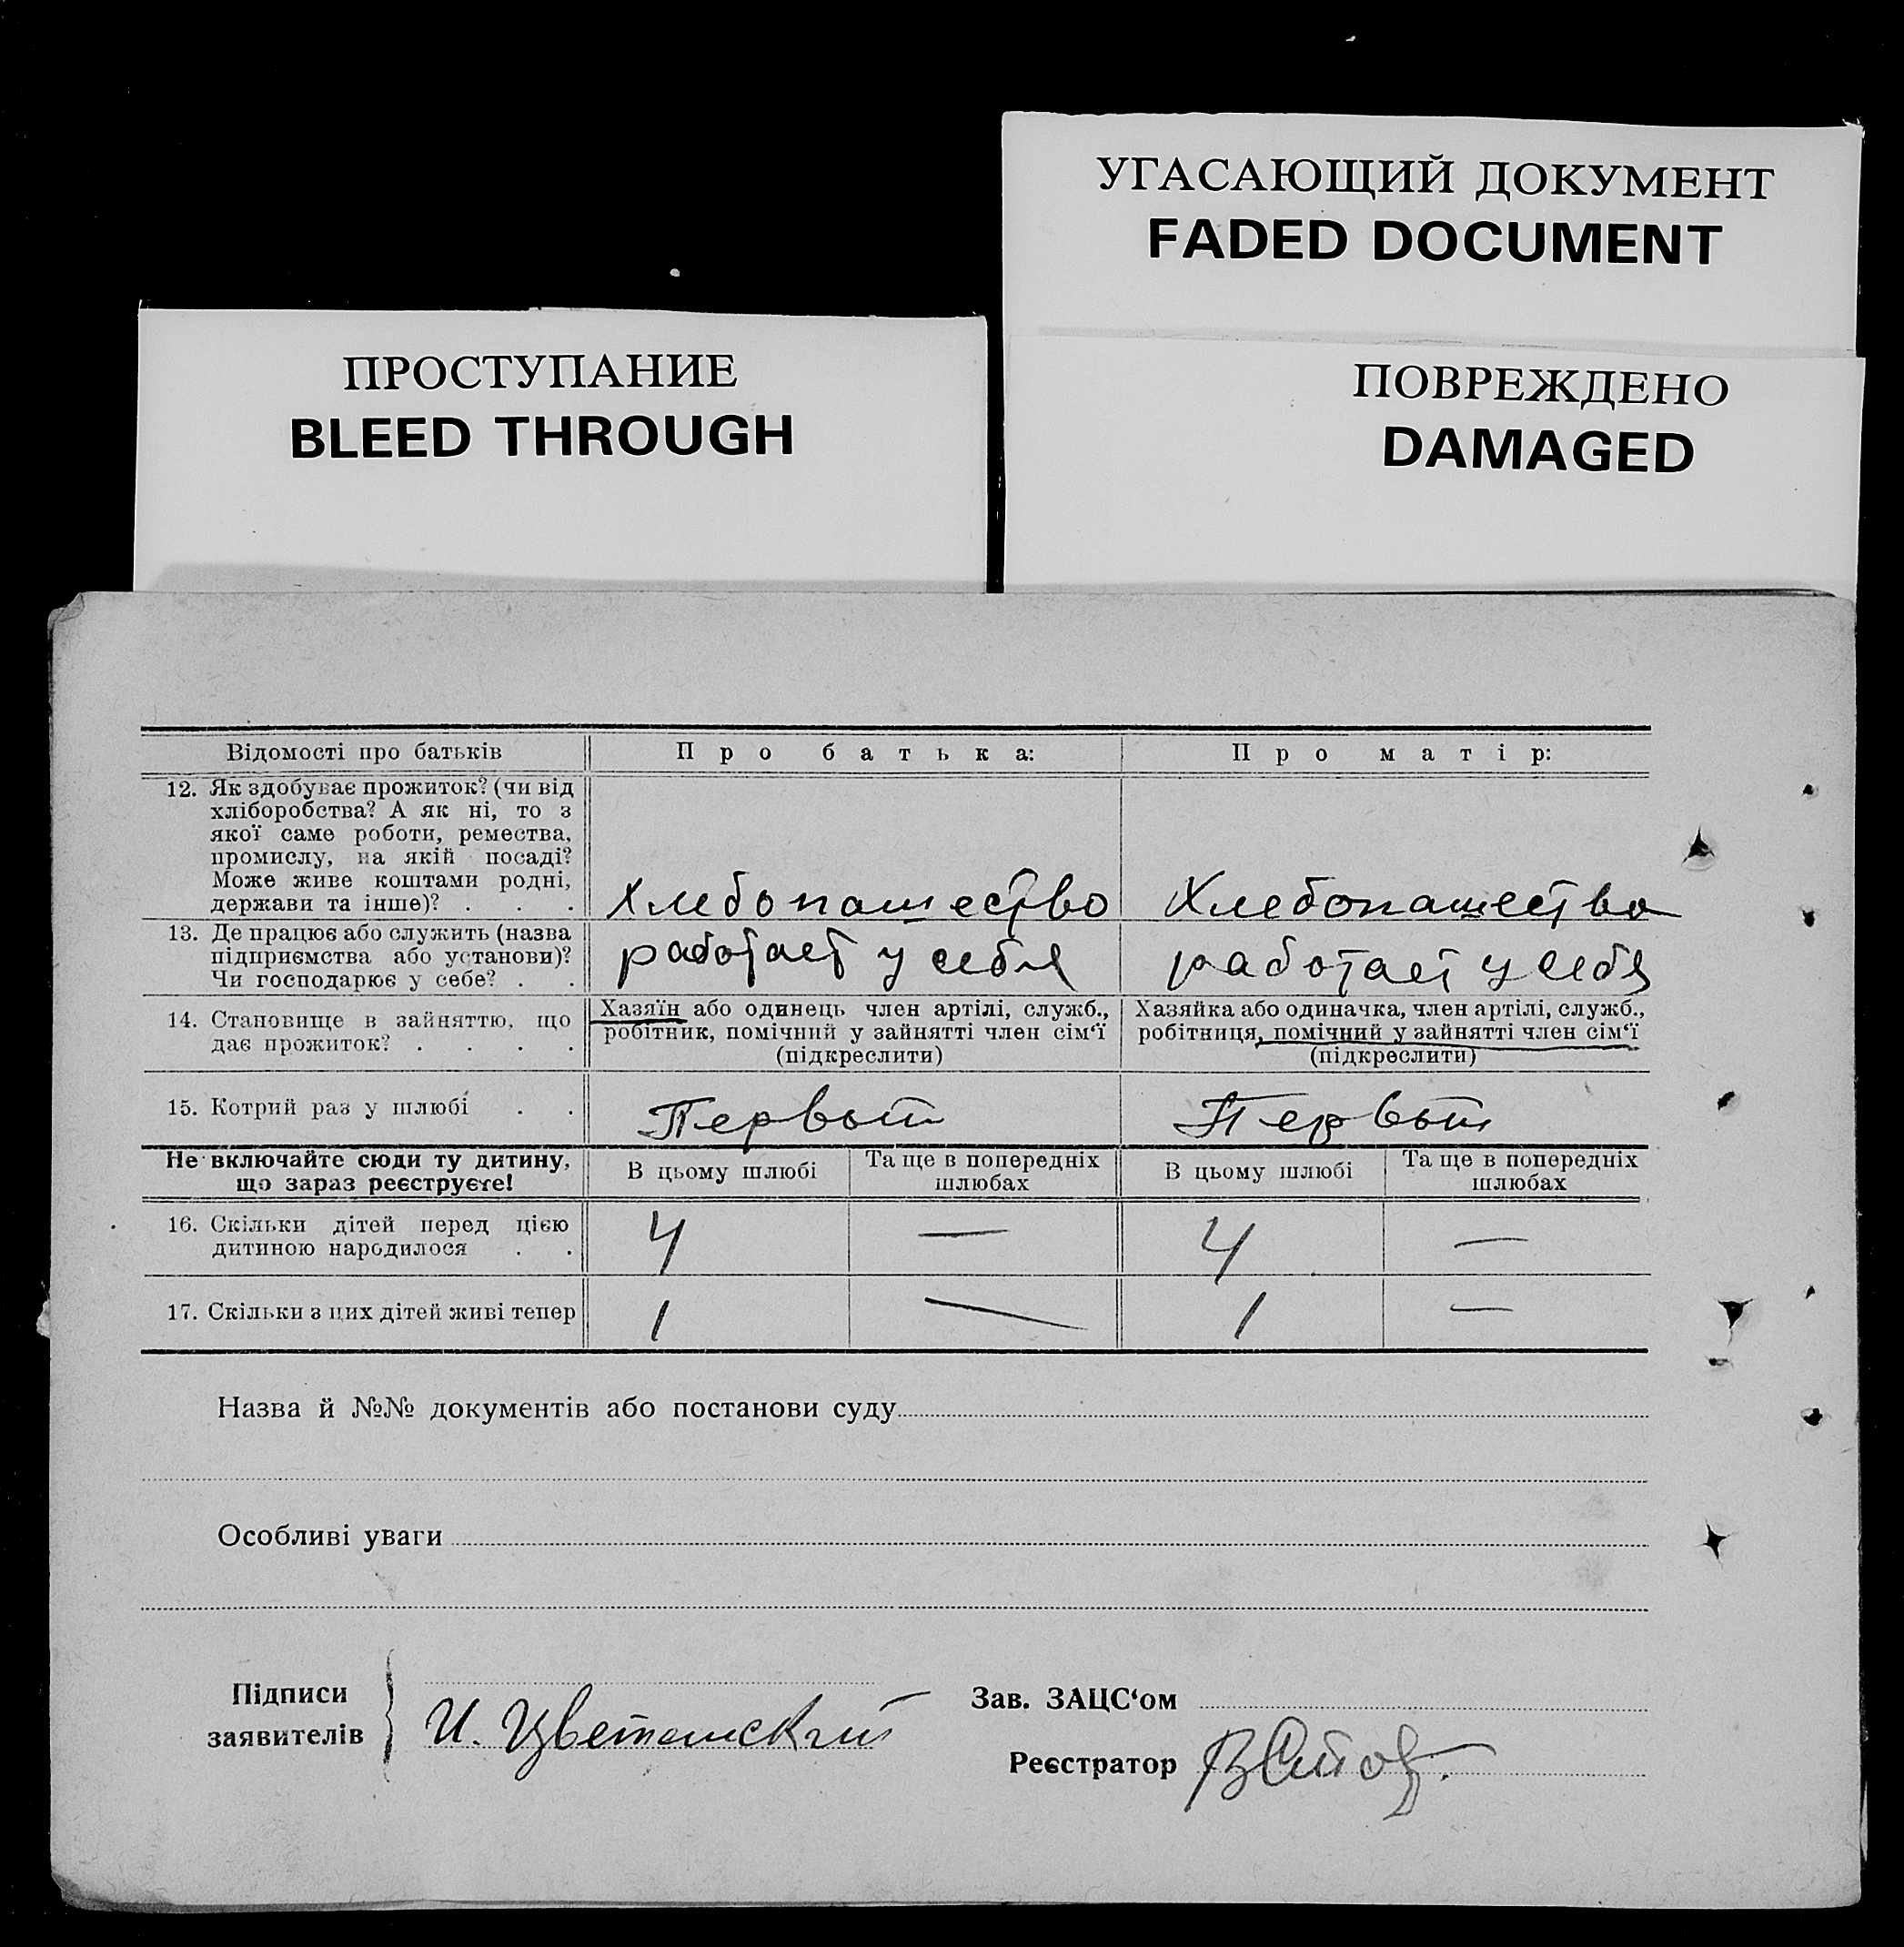 УГАСАЮЩИЙ ДОКУМЕНТ
FADED DOCUMENT
ПРОСТУПАНИЕ
BLEED THROUGH
ПОВРЕЖДЕНО
DAMAGED
Відомості про батьків Про батька: Про матір:
12. Як здобуває прожиток? (чи від
хліборобства? А як ні, то з
якої саме роботи, ремества,
промислу, на якій посаді?
Може живе коштами родні,
держави та інше)? . . .
Хлебопашество Хлебопашество
13. Де працює або служить (назва
підприємства або установи)?
Чи господарює у себе? . .
работает у себя работает у себя
14. Становище в зайняттю, що
дає прожиток? . . . .
Хазяїн або одинець член артілі, служб.,
робітник, помічний у зайнятті член сім‘ї
(підкреслити)
Хазяйка або одиначка, член артілі, служб.,
робітниця, помічний у зайнятті член сім‘ї
(підкреслити)
15. Котрий раз у шлюбі . . Первый Первый
Не включайте сюди ту дитину,
що зараз реєструєте!
В цьому шлюбі
Та ще в попередніх
шлюбах
В цьому шлюбі
Та ще в попередніх
шлюбах
16. Скільки дітей перед цією
дитиною народилося . .
4 — 4 —
17. Скільки з цих дітей живі тепер 1 — 1 —
Назва й №№ документів або постанови суду
Особливі уваги
Підписи
заявителів
И.
Зав. ЗАЦС‘ом
Реєстратор